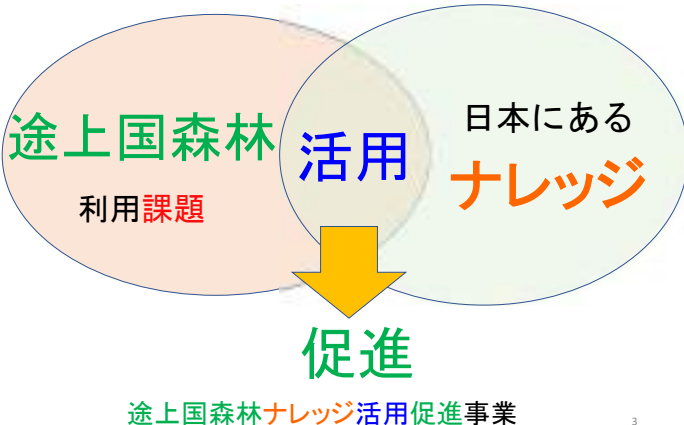 途上国森林
利用課題
活用
日本にある
ナレッジ
促進
途上国森林ナレッジ活用促進事業
3